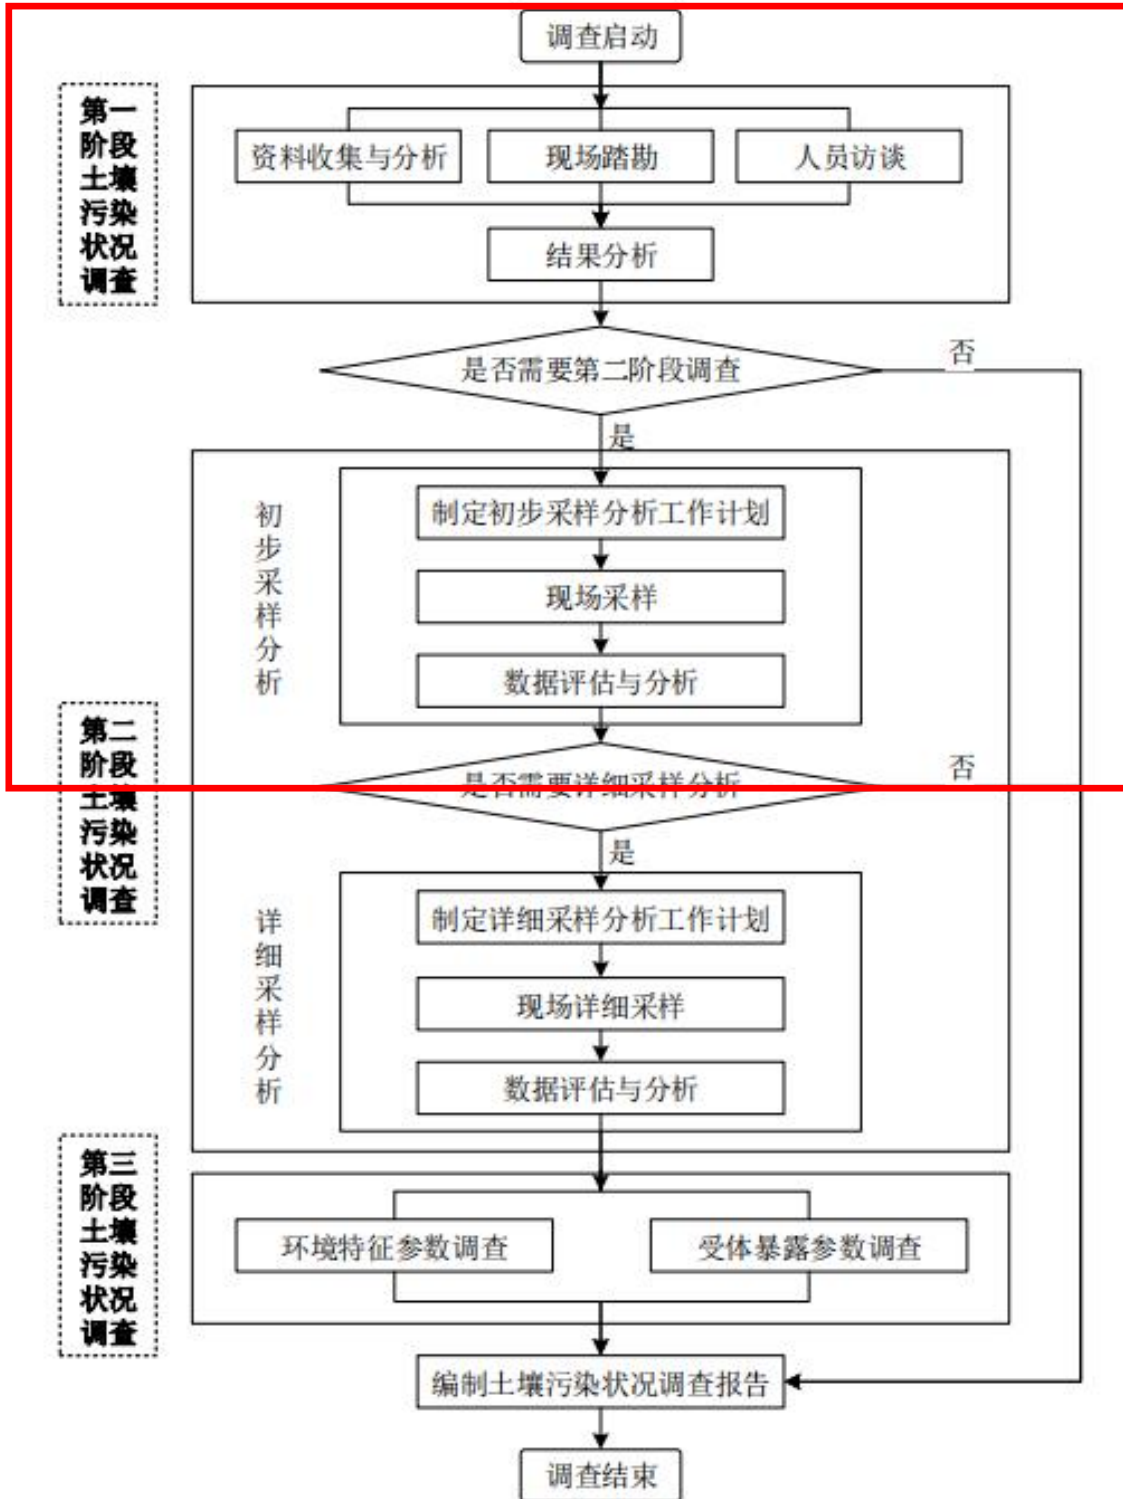 调查启动
第一
阶段
土壤
污染
状况
调查
资料收集与分析
现场踏勘
人员访谈
结果分析
是否需要第二阶段调查
否
是
初
步
采
样
分
析
制定初步采样分析工作计划
现场采样
数据评估与分析
第二
阶段
土壤
污染
状况
调查
是否需要详细采样分析
否
是
详
细
采
样
分
析
制定详细采样分析工作计划
现场详细采样
数据评估与分析
第三
阶段
土壤
污染
状况
调查
环境特征参数调查
受体暴露参数调查
编制土壤污染状况调查报告
调查结束